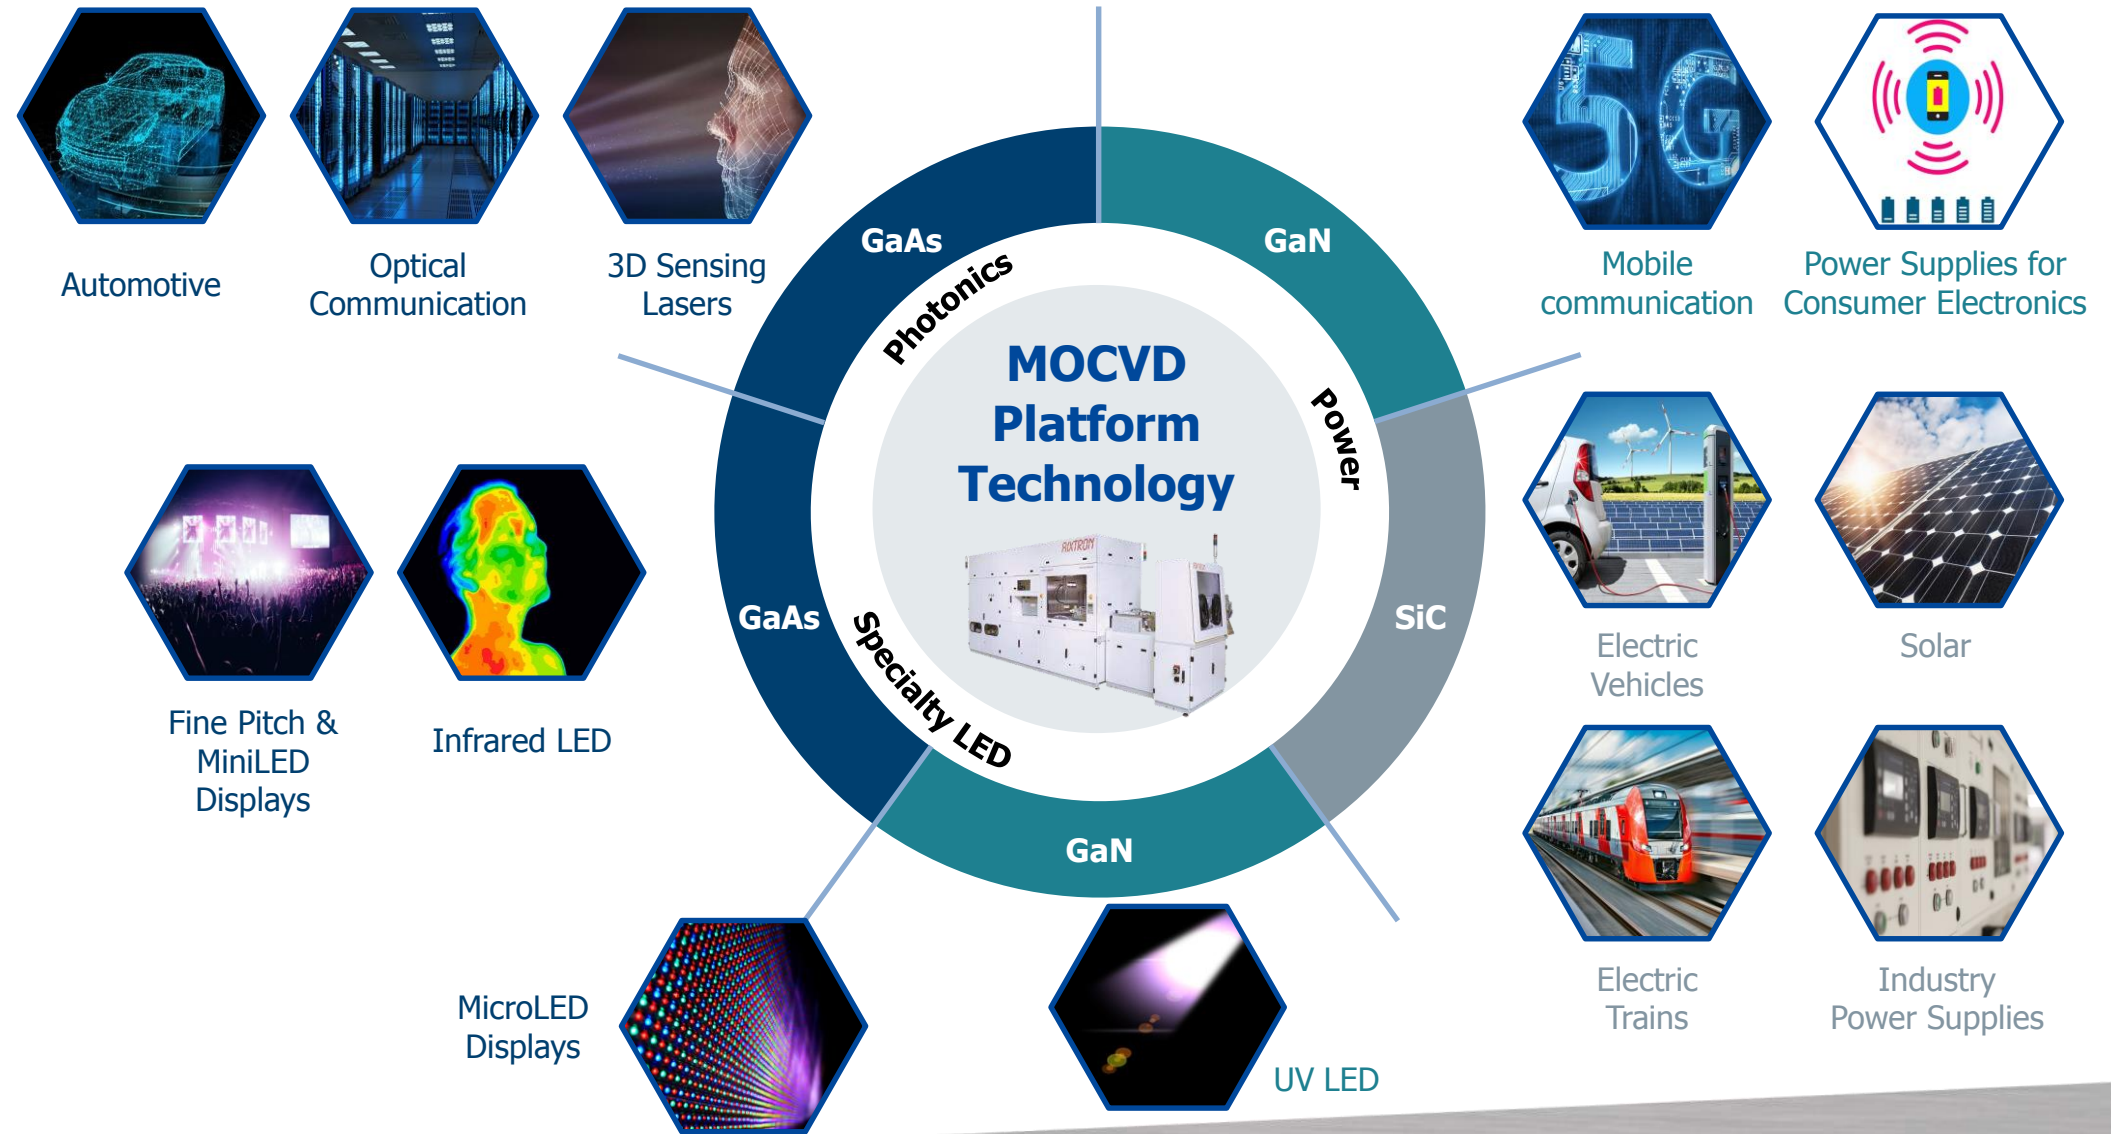 5G
Automotive
Optical
Communication
3D Sensing
Lasers
GaAs
Photonics
GaN
Mobile
communication
Power Supplies for
Consumer Electronics
MOCVD
Platform
Technology
Power
AIXTRON
GaAs
Specialty LED
SiC
Electric
Vehicles
Solar
Fine Pitch &
MiniLED
Displays
Infrared LED
GaN
Electric
Trains
Industry
Power Supplies
MicroLED
Displays
UV LED